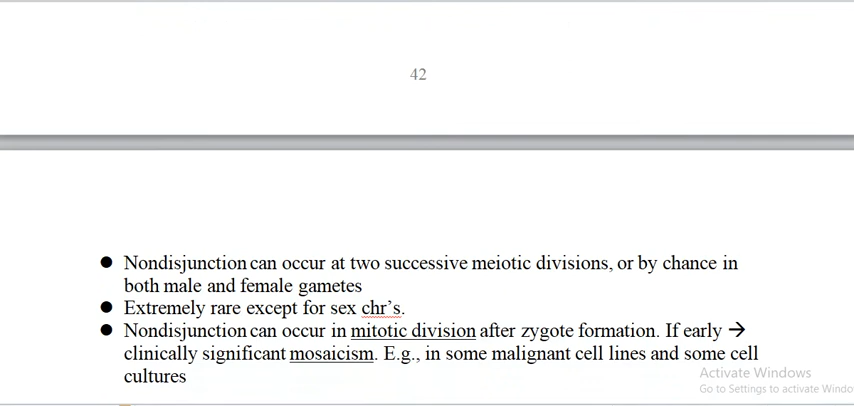 42
● Nondisjunction can occur at two successive meiotic divisions, or by chance in
both male and female gametes
● Extremely rare except for sex chr's.
● Nondisjunction can occur in mitotic division after zygote formation. If early →
clinically significant mosaicism. E.g., in some malignant cell lines and some cell
cultures
Activate Windows
Go to Settings to activate Windo